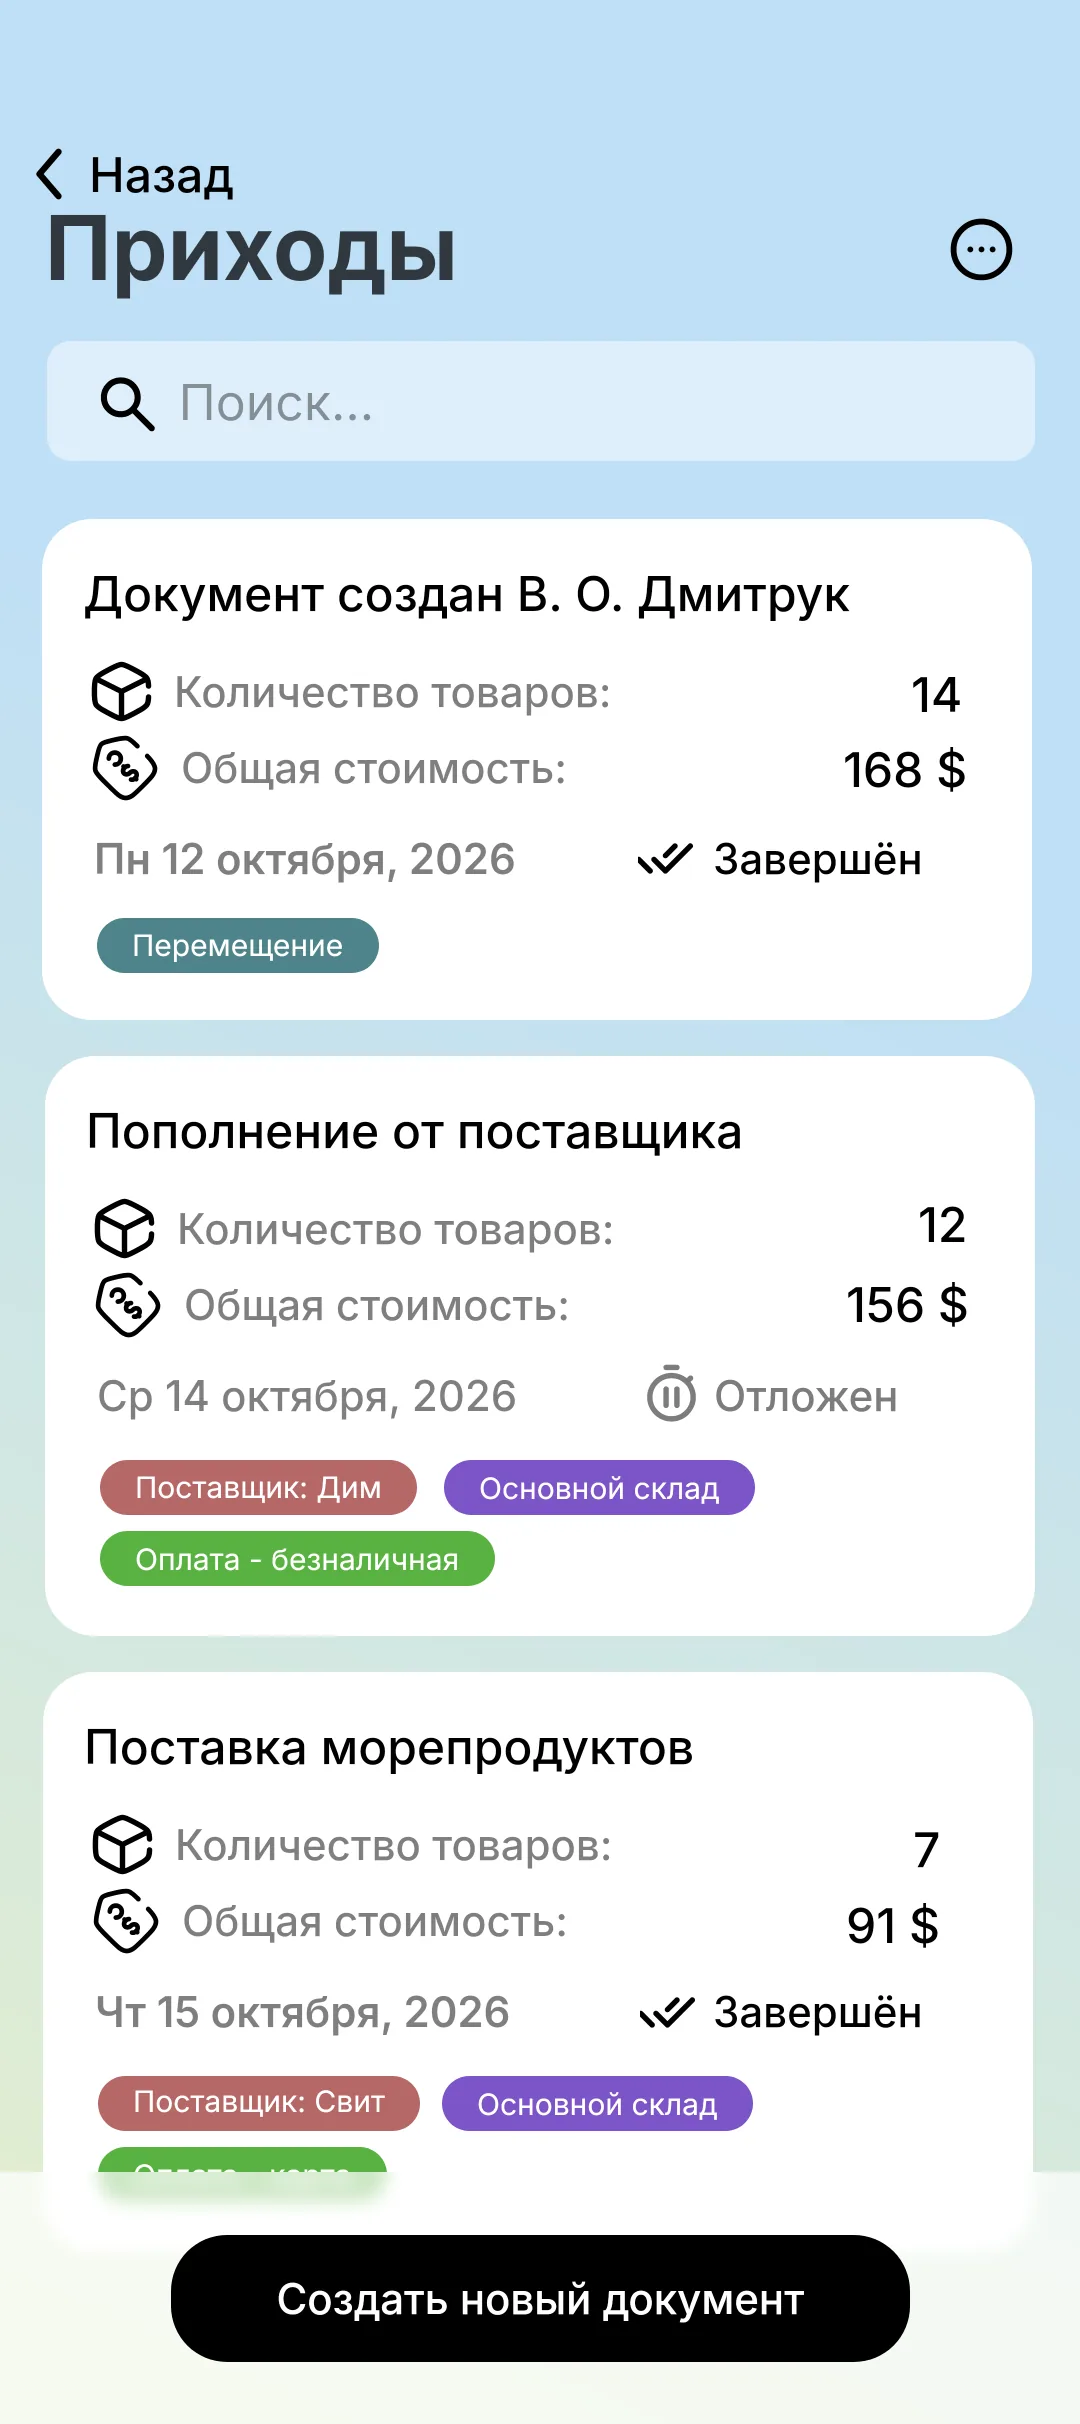 Назад
Приходы
Поиск...
Документ создан В. О. Дмитрук
Количество товаров: 14
Общая стоимость: 168 $
Пн 12 октября, 2026 Завершён
Перемещение
Пополнение от поставщика
Количество товаров: 12
Общая стоимость: 156 $
Ср 14 октября, 2026 Отложен
Поставщик: Дим Основной склад
Оплата - безналичная
Поставка морепродуктов
Количество товаров: 7
Общая стоимость: 91 $
Чт 15 октября, 2026 Завершён
Поставщик: Свит Основной склад
Создать новый документ